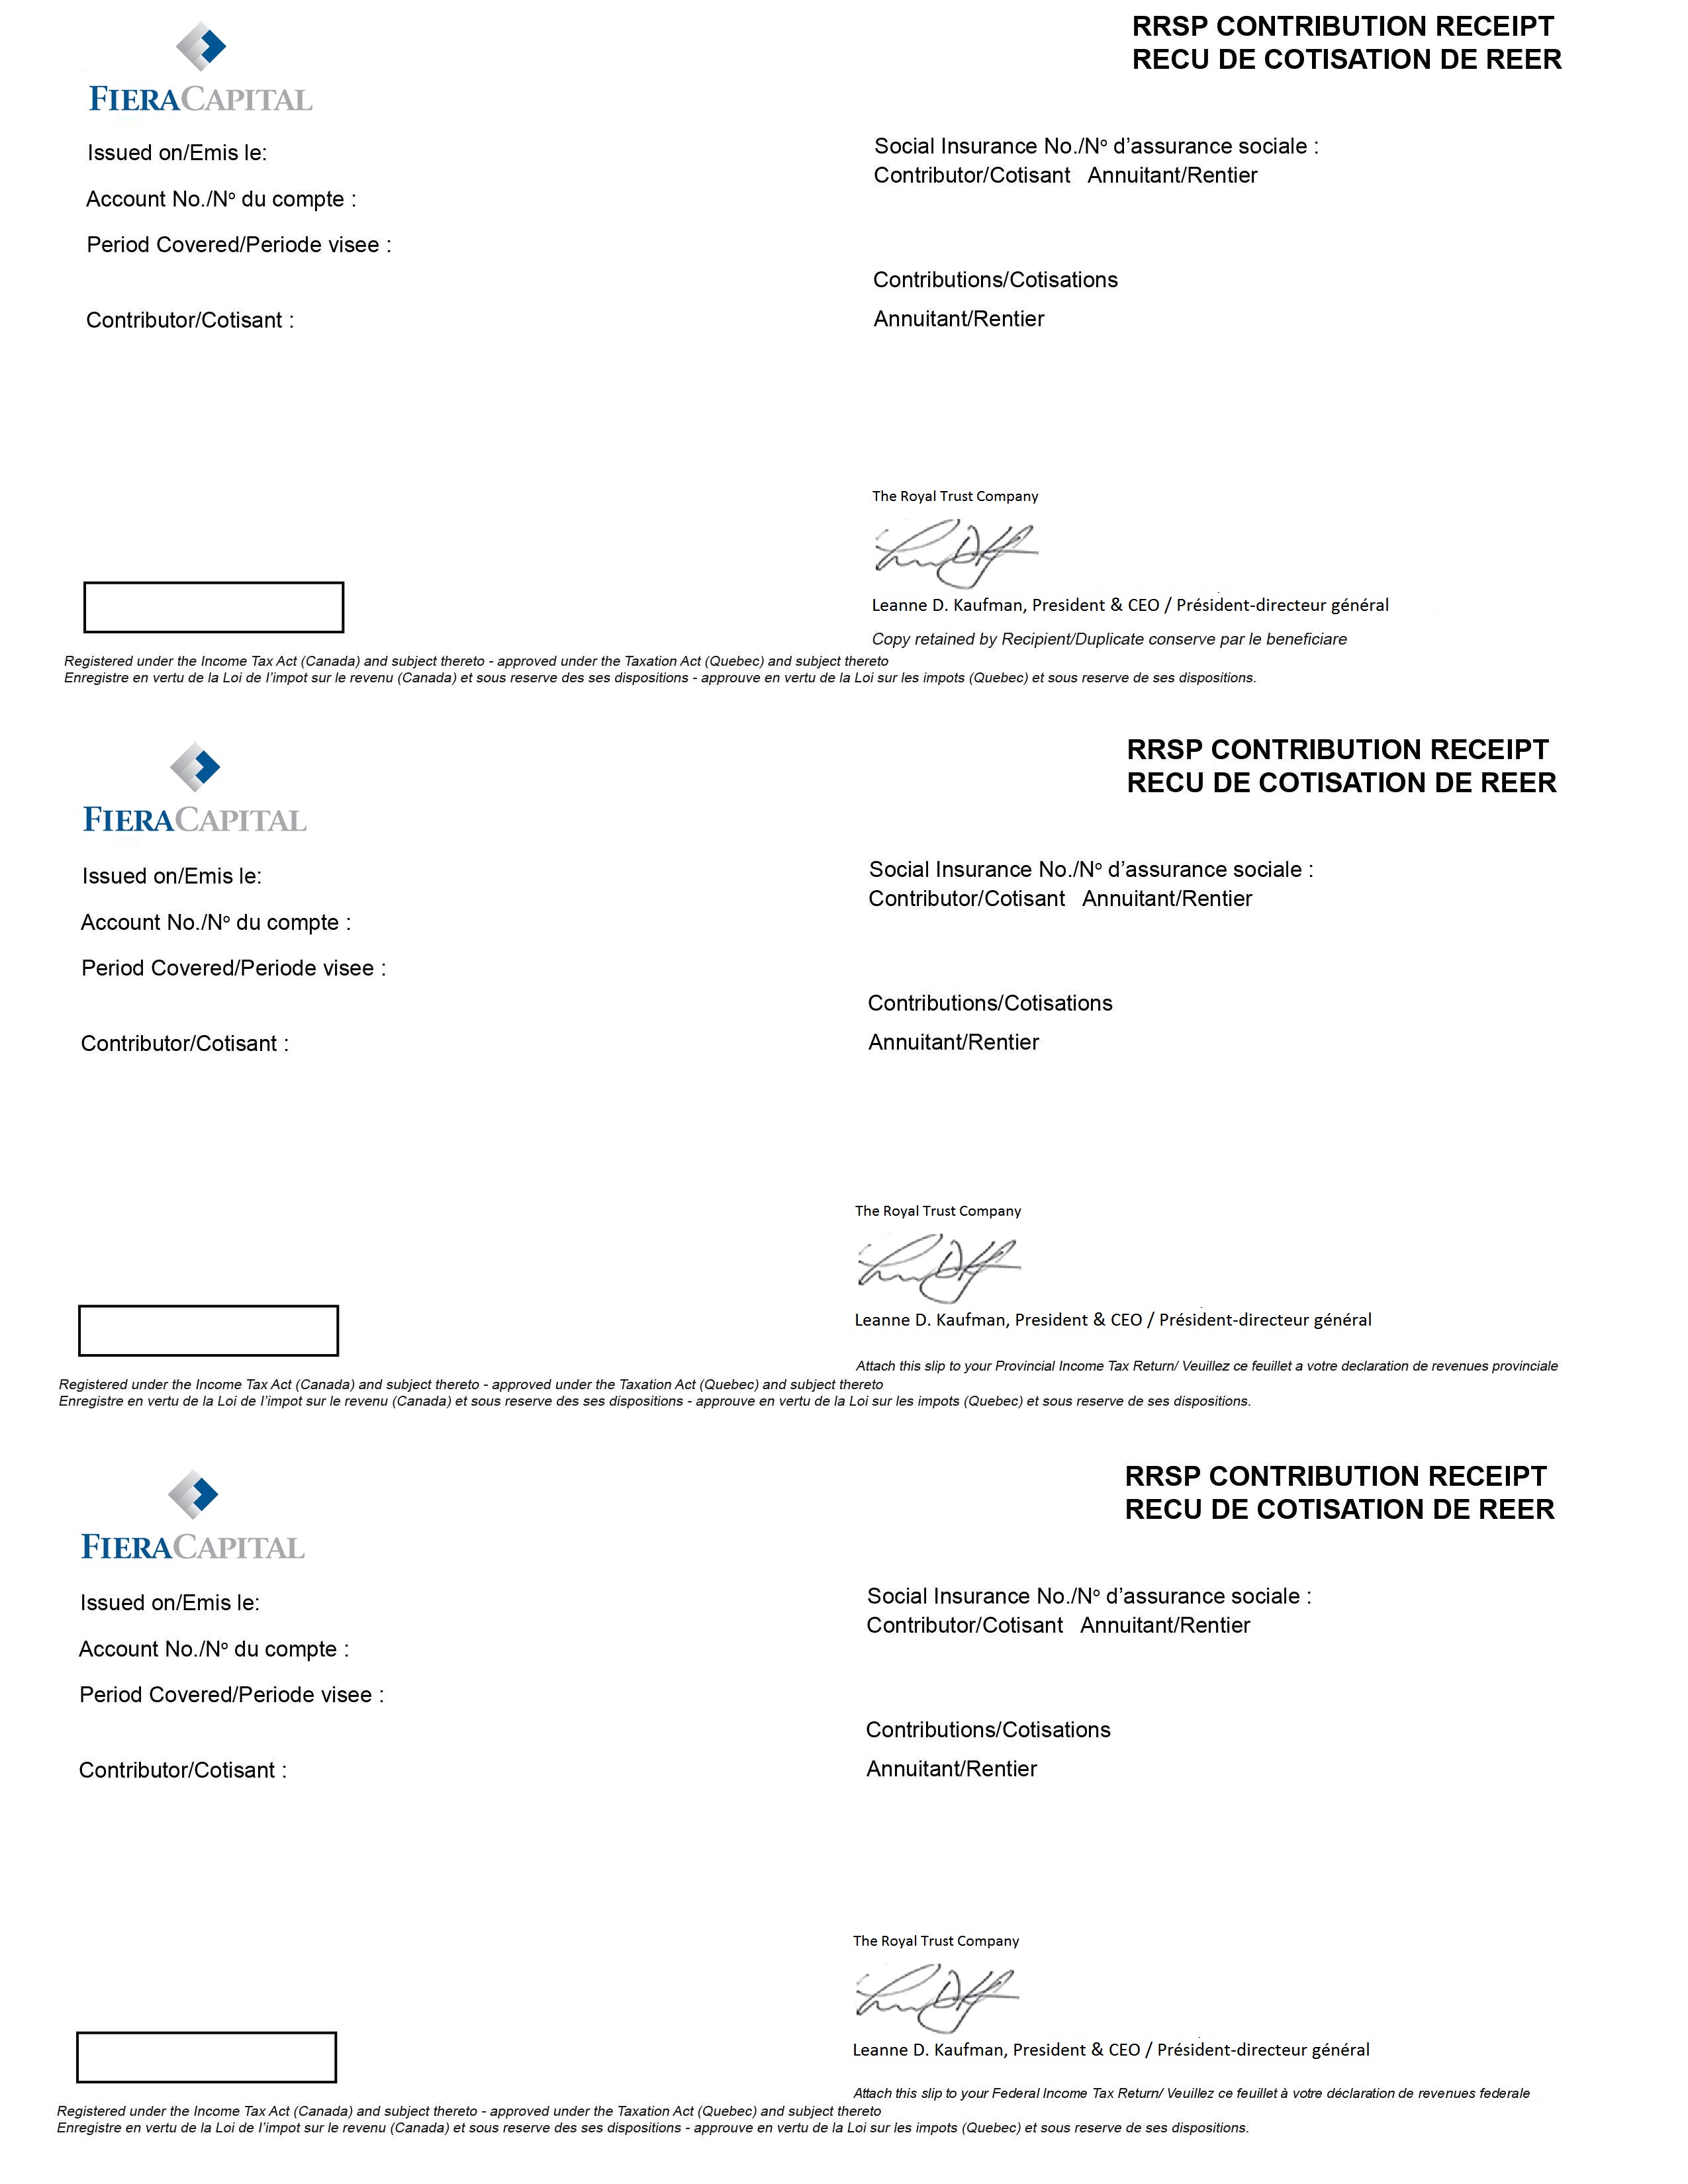 FIERACAPITAL
RRSP CONTRIBUTION RECEIPT
RECU DE COTISATION DE REER
Issued on/Emis le:
Account No./Nº du compte :
Period Covered/Periode visee :
Contributor/Cotisant :
Social Insurance No./Nº d’assurance sociale :
Contributor/Cotisant Annuitant/Rentier
Contributions/Cotisations
Annuitant/Rentier
The Royal Trust Company
Leanne D. Kaufman, President & CEO / Président-directeur général
Copy retained by Recipient/Duplicate conserve par le beneficiare
Registered under the Income Tax Act (Canada) and subject thereto - approved under the Taxation Act (Quebec) and subject thereto
Enregistre en vertu de la Loi de l’impot sur le revenu (Canada) et sous reserve des ses dispositions - approuve en vertu de la Loi sur les impots (Quebec) et sous reserve de ses dispositions.
FIERACAPITAL
RRSP CONTRIBUTION RECEIPT
RECU DE COTISATION DE REER
Issued on/Emis le:
Account No./Nº du compte :
Period Covered/Periode visee :
Contributor/Cotisant :
Social Insurance No./Nº d’assurance sociale :
Contributor/Cotisant Annuitant/Rentier
Contributions/Cotisations
Annuitant/Rentier
The Royal Trust Company
Leanne D. Kaufman, President & CEO / Président-directeur général
Attach this slip to your Provincial Income Tax Return/ Veuillez ce feuillet a votre declaration de revenues provinciale
Registered under the Income Tax Act (Canada) and subject thereto - approved under the Taxation Act (Quebec) and subject thereto
Enregistre en vertu de la Loi de l’impot sur le revenu (Canada) et sous reserve des ses dispositions - approuve en vertu de la Loi sur les impots (Quebec) et sous reserve de ses dispositions.
FIERACAPITAL
RRSP CONTRIBUTION RECEIPT
RECU DE COTISATION DE REER
Issued on/Emis le:
Account No./Nº du compte :
Period Covered/Periode visee :
Contributor/Cotisant :
Social Insurance No./Nº d’assurance sociale :
Contributor/Cotisant Annuitant/Rentier
Contributions/Cotisations
Annuitant/Rentier
The Royal Trust Company
Leanne D. Kaufman, President & CEO / Président-directeur général
Attach this slip to your Federal Income Tax Return/ Veuillez ce feuillet à votre déclaration de revenues federale
Registered under the Income Tax Act (Canada) and subject thereto - approved under the Taxation Act (Quebec) and subject thereto
Enregistre en vertu de la Loi de l’impot sur le revenu (Canada) et sous reserve des ses dispositions - approuve en vertu de la Loi sur les impots (Quebec) et sous reserve de ses dispositions.